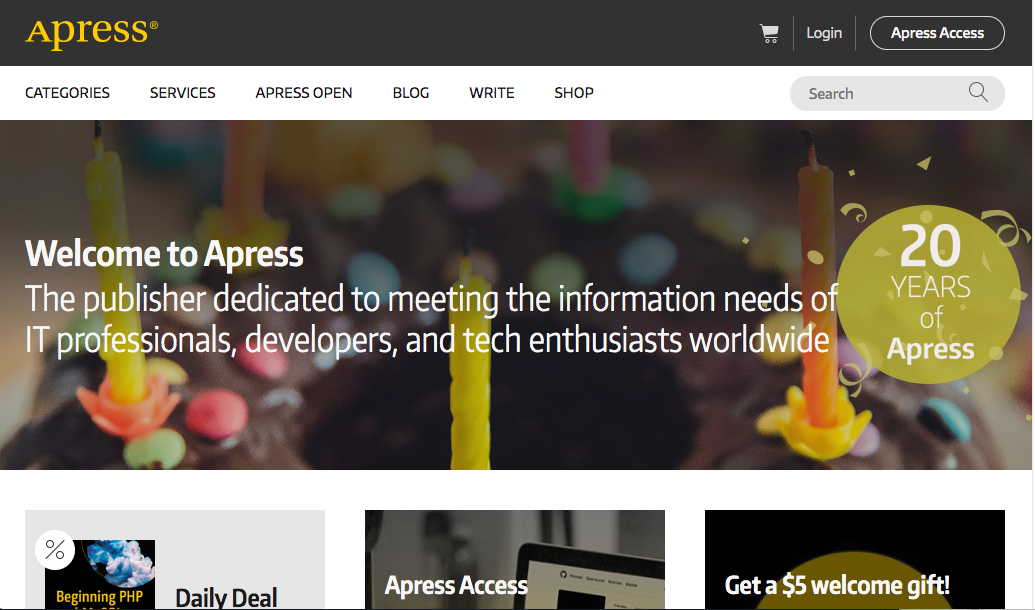 Apress®
Login
Apress Access
CATEGORIES
SERVICES
APRESS OPEN
BLOG
WRITE
SHOP
Search
Welcome to Apress
The publisher dedicated to meeting the information needs of
IT professionals, developers, and tech enthusiasts worldwide
20
YEARS
of
Apress
%
Beginning PHP
Daily Deal
Apress Access
Get a $5 welcome gift!